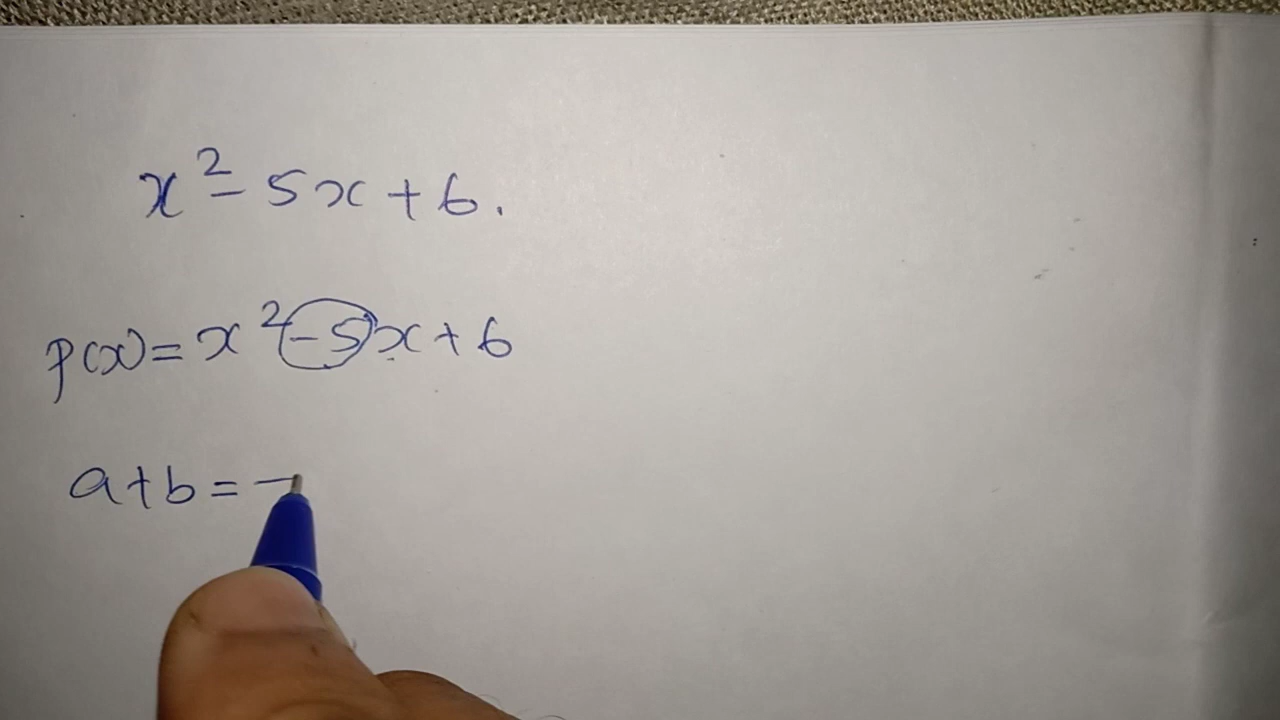 x² - 5x + 6.
p(x) = x² - 5x + 6
a + b = -